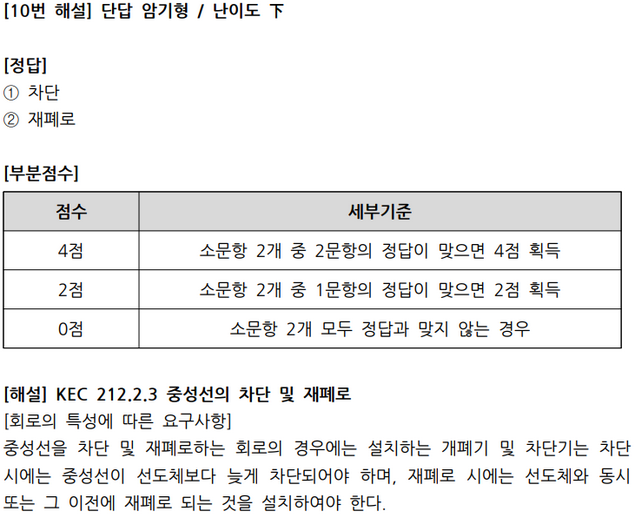 [10번 해설] 단답 암기형 / 난이도 下
[정답]
① 차단
② 재폐로
[부분점수]
점수 세부기준
4점 소문항 2개 중 2문항의 정답이 맞으면 4점 획득
2점 소문항 2개 중 1문항의 정답이 맞으면 2점 획득
0점 소문항 2개 모두 정답과 맞지 않는 경우
[해설] KEC 212.2.3 중성선의 차단 및 재폐로
[회로의 특성에 따른 요구사항]
중성선을 차단 및 재폐로하는 회로의 경우에는 설치하는 개폐기 및 차단기는 차단
시에는 중성선이 선도체보다 늦게 차단되어야 하며, 재폐로 시에는 선도체와 동시
또는 그 이전에 재폐로 되는 것을 설치하여야 한다.